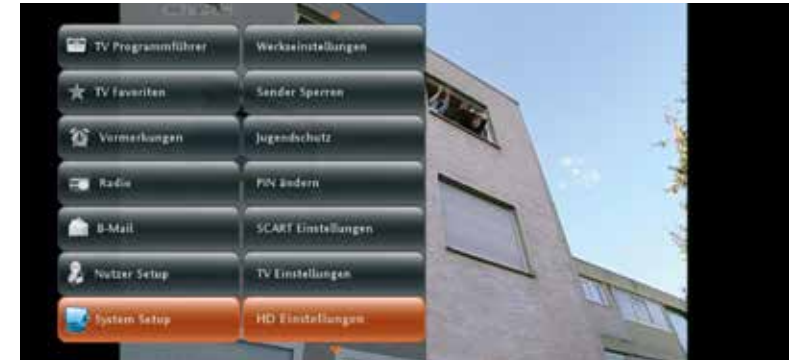 TV Programmführer
Werkseinstellungen
TV Favoriten
Sender Sperren
Vormerkungen
Jugendschutz
Radio
PIN ändern
B-Mail
SCART Einstellungen
Nutzer Setup
TV Einstellungen
System Setup
HD Einstellungen